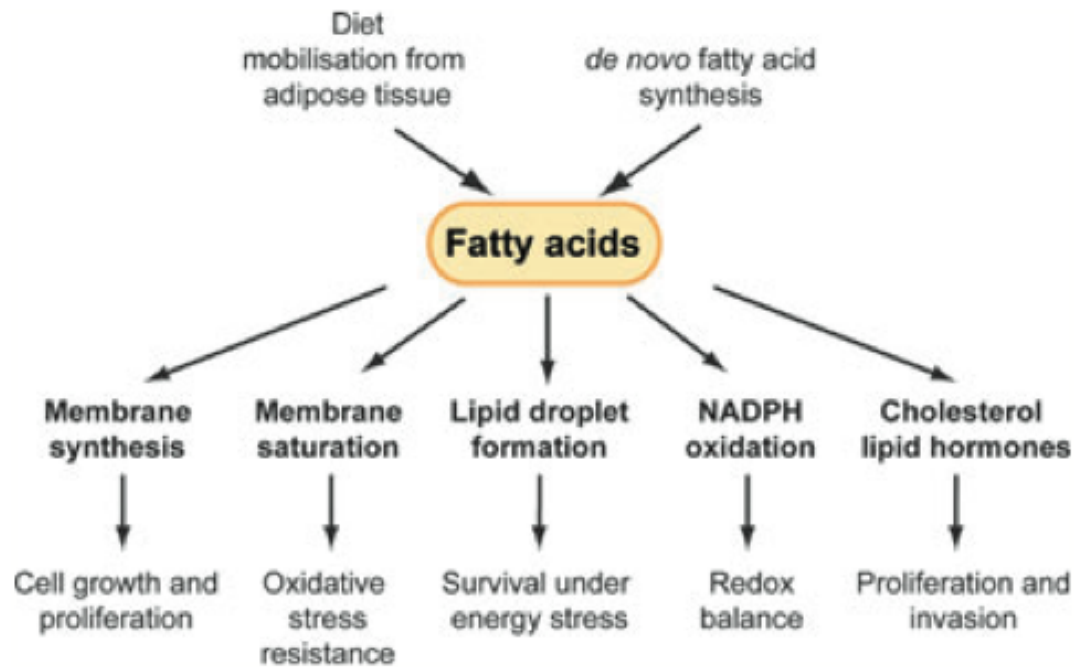 Diet
mobilisation from
adipose tissue
de novo fatty acid
synthesis
Fatty acids
Membrane
synthesis
Membrane
saturation
Lipid droplet
formation
NADPH
oxidation
Cholesterol
lipid hormones
Cell growth and
proliferation
Oxidative
stress
resistance
Survival under
energy stress
Redox
balance
Proliferation and
invasion